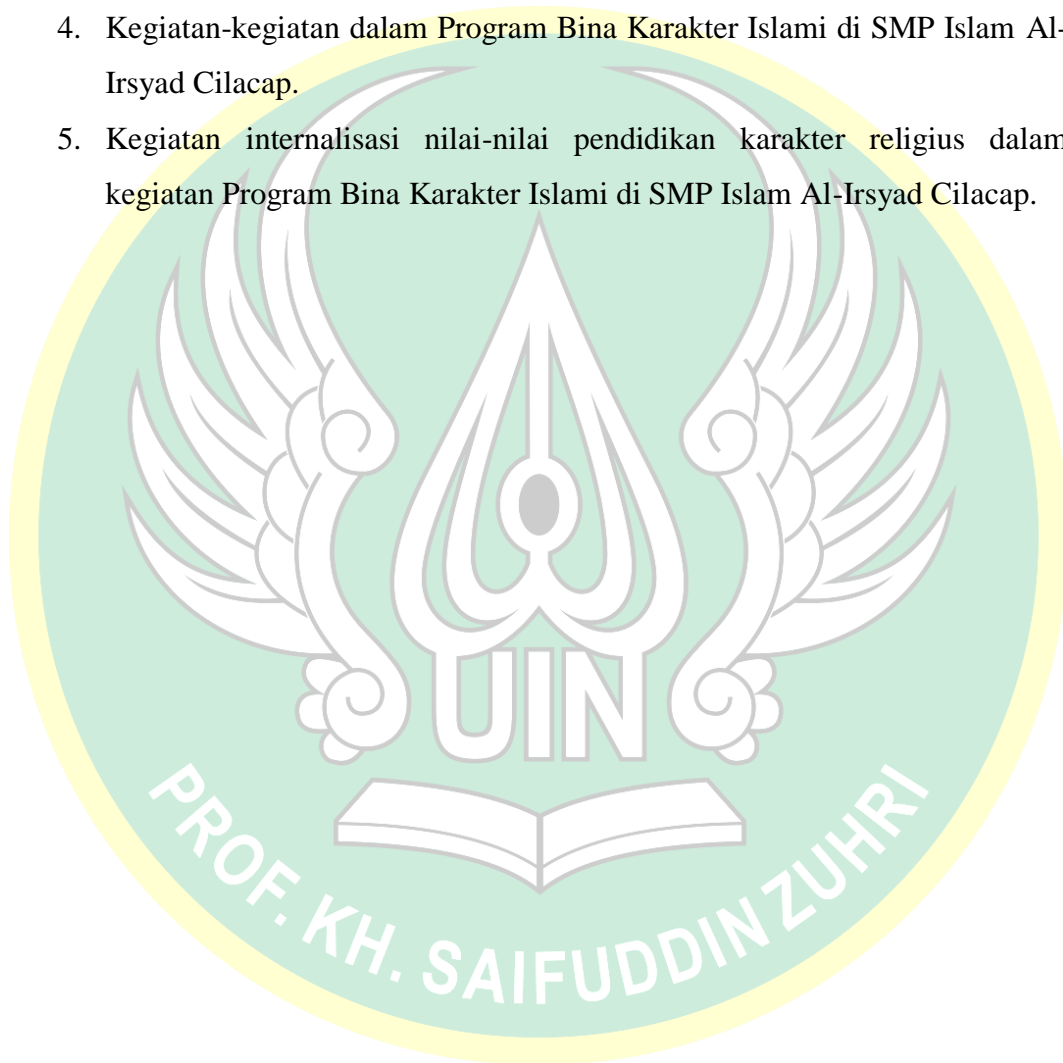 4. Kegiatan-kegiatan dalam Program Bina Karakter Islami di SMP Islam Al-
Irsyad Cilacap.
5. Kegiatan internalisasi nilai-nilai pendidikan karakter religius dalam
kegiatan Program Bina Karakter Islami di SMP Islam Al-Irsyad Cilacap.
UIN
PROF. KH. SAIFUDDIN ZUHRI